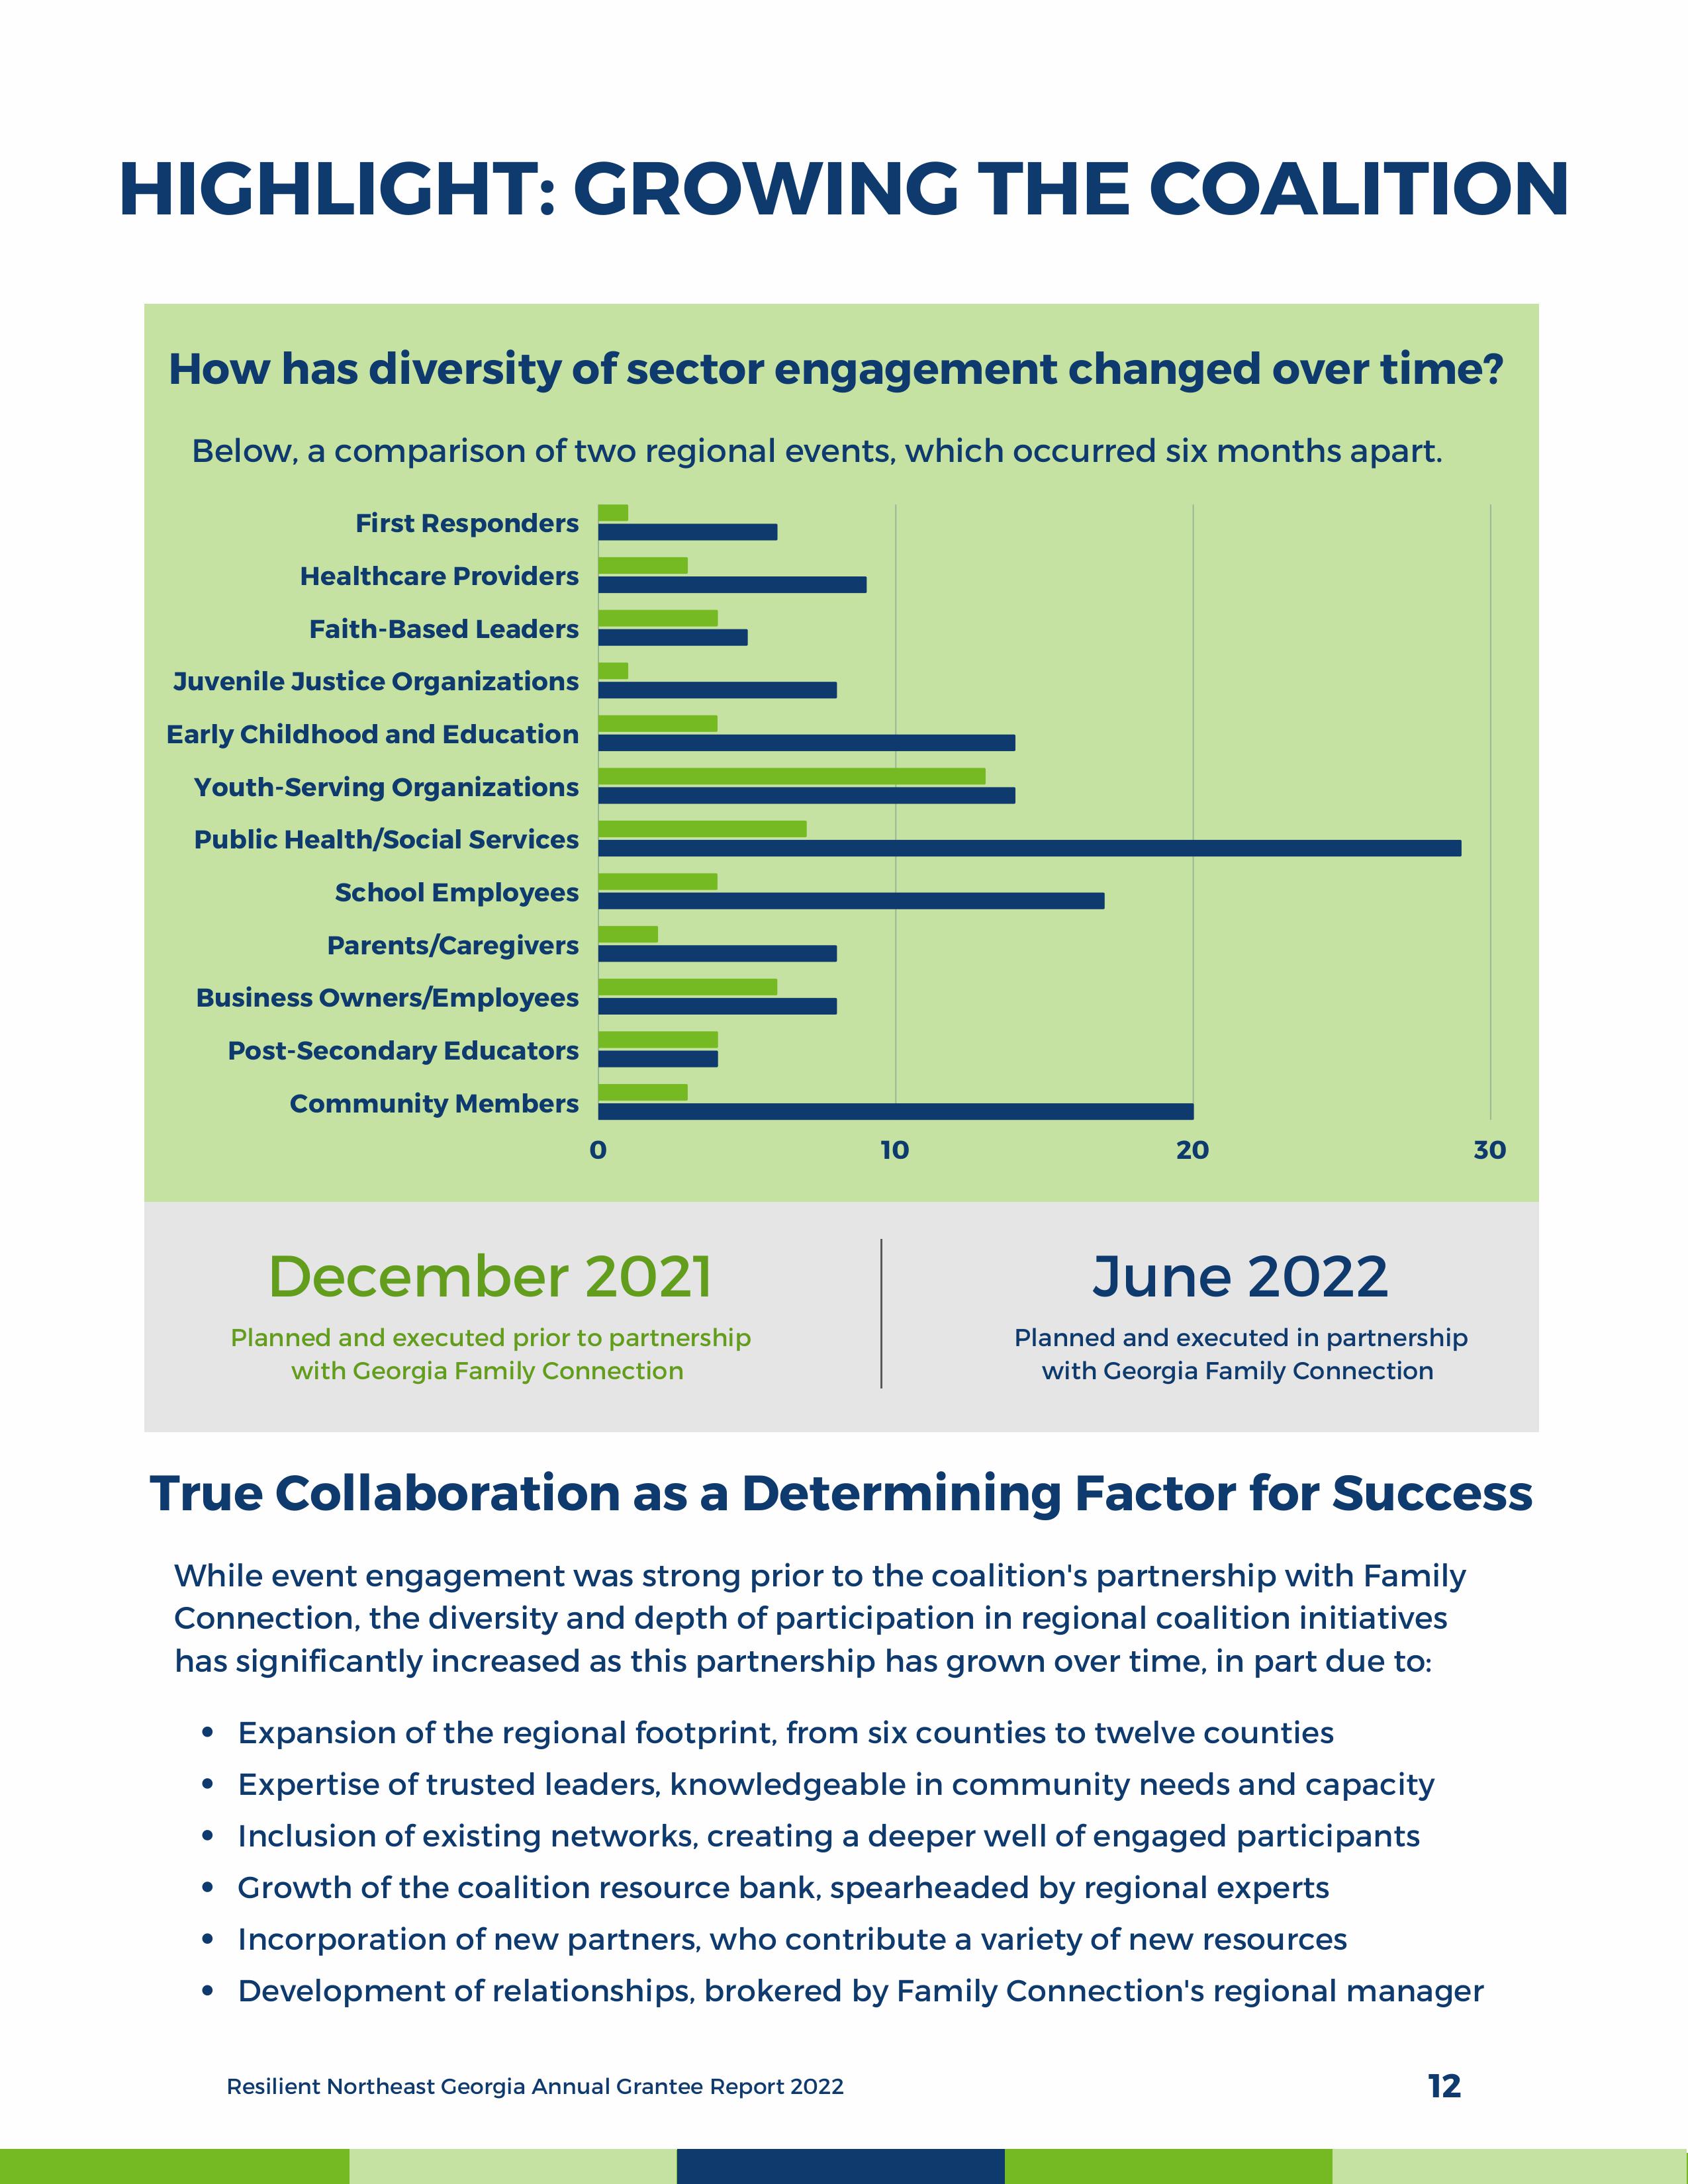 HIGHLIGHT: GROWING THE COALITION
How has diversity of sector engagement changed over time?
Below, a comparison of two regional events, which occurred six months apart.
First Responders
Healthcare Providers
Faith-Based Leaders
Juvenile Justice Organizations
Early Childhood and Education
Youth-Serving Organizations
Public Health/Social Services
School Employees
Parents/Caregivers
Business Owners/Employees
Post-Secondary Educators
Community Members
0 10 20 30
December 2021
Planned and executed prior to partnership
with Georgia Family Connection
June 2022
Planned and executed in partnership
with Georgia Family Connection
True Collaboration as a Determining Factor for Success
While event engagement was strong prior to the coalition's partnership with Family
Connection, the diversity and depth of participation in regional coalition initiatives
has significantly increased as this partnership has grown over time, in part due to:
• Expansion of the regional footprint, from six counties to twelve counties
• Expertise of trusted leaders, knowledgeable in community needs and capacity
• Inclusion of existing networks, creating a deeper well of engaged participants
• Growth of the coalition resource bank, spearheaded by regional experts
• Incorporation of new partners, who contribute a variety of new resources
• Development of relationships, brokered by Family Connection's regional manager
Resilient Northeast Georgia Annual Grantee Report 2022
12